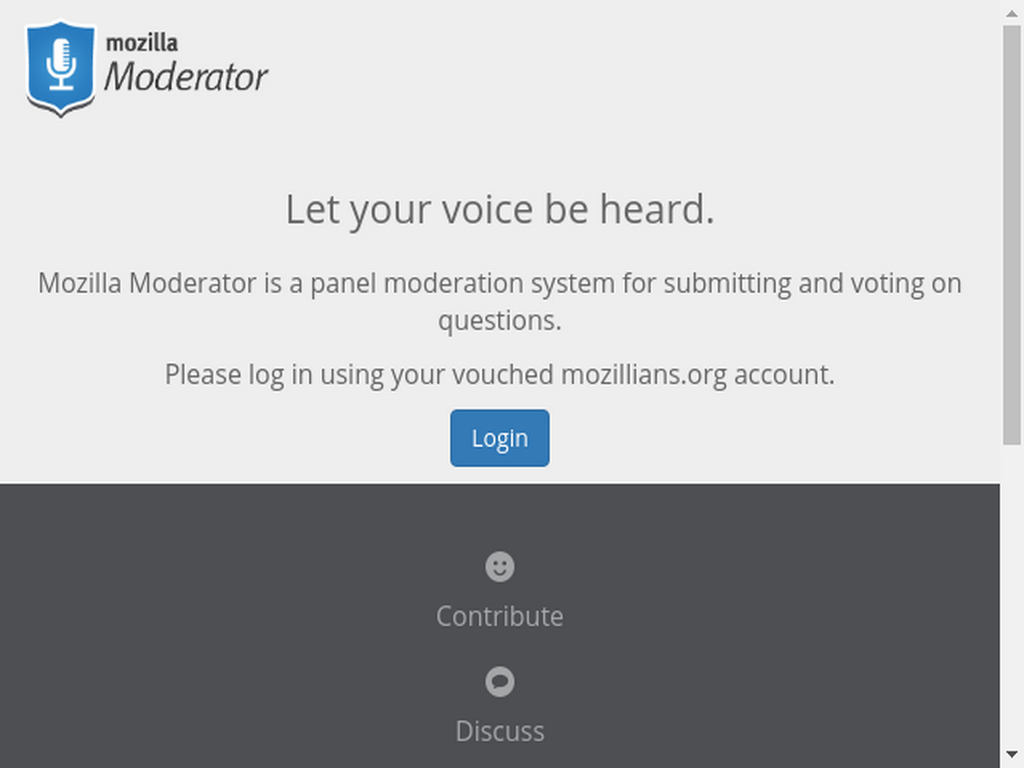 mozilla
Moderator
Let your voice be heard.
Mozilla Moderator is a panel moderation system for submitting and voting on
questions.
Please log in using your vouched mozillians.org account.
Login
Contribute
Discuss